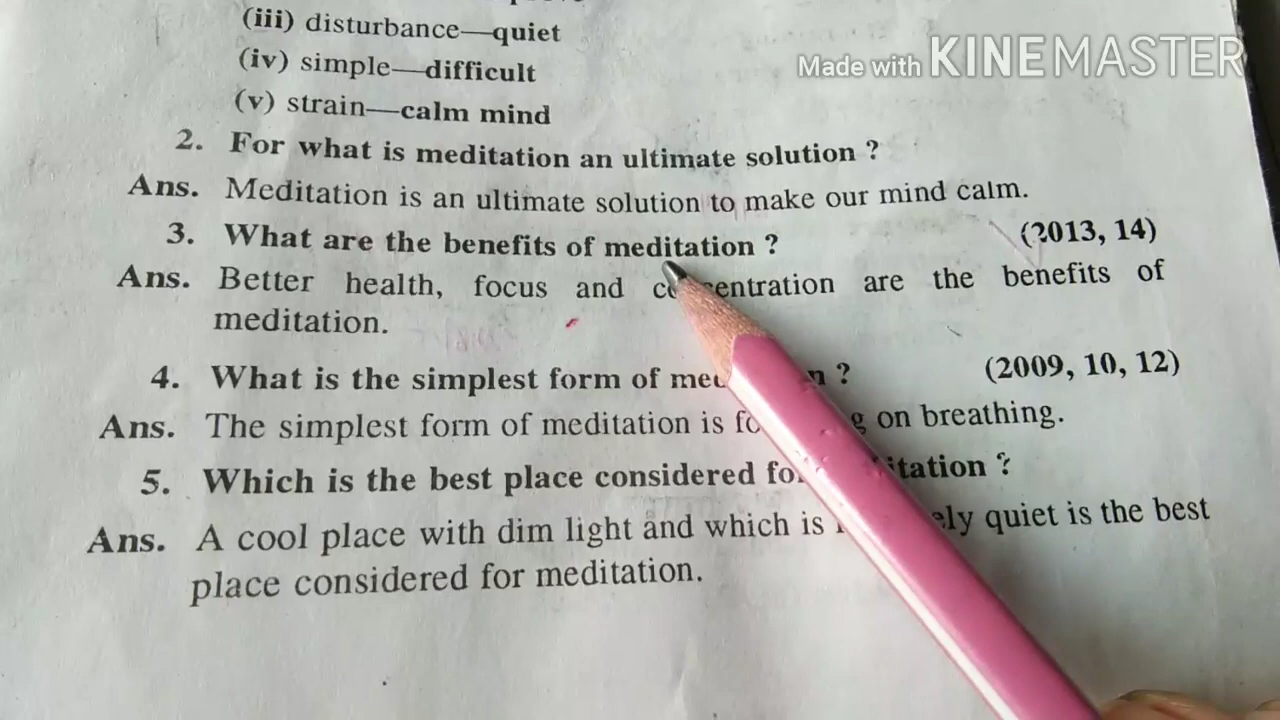 (iii) disturbance—quiet
Made with KINEMASTER
(iv) simple—difficult
(v) strain—calm mind
2. For what is meditation an ultimate solution ?
Ans. Meditation is an ultimate solution to make our mind calm.
3. What are the benefits of meditation ? (2013, 14)
Ans. Better health, focus and concentration are the benefits of
meditation.
4. What is the simplest form of ? (2009, 10, 12)
Ans. The simplest form of meditation is on breathing.
5. Which is the best place considered ?
Ans. A cool place with dim light and which is quiet is the best
place considered for meditation.